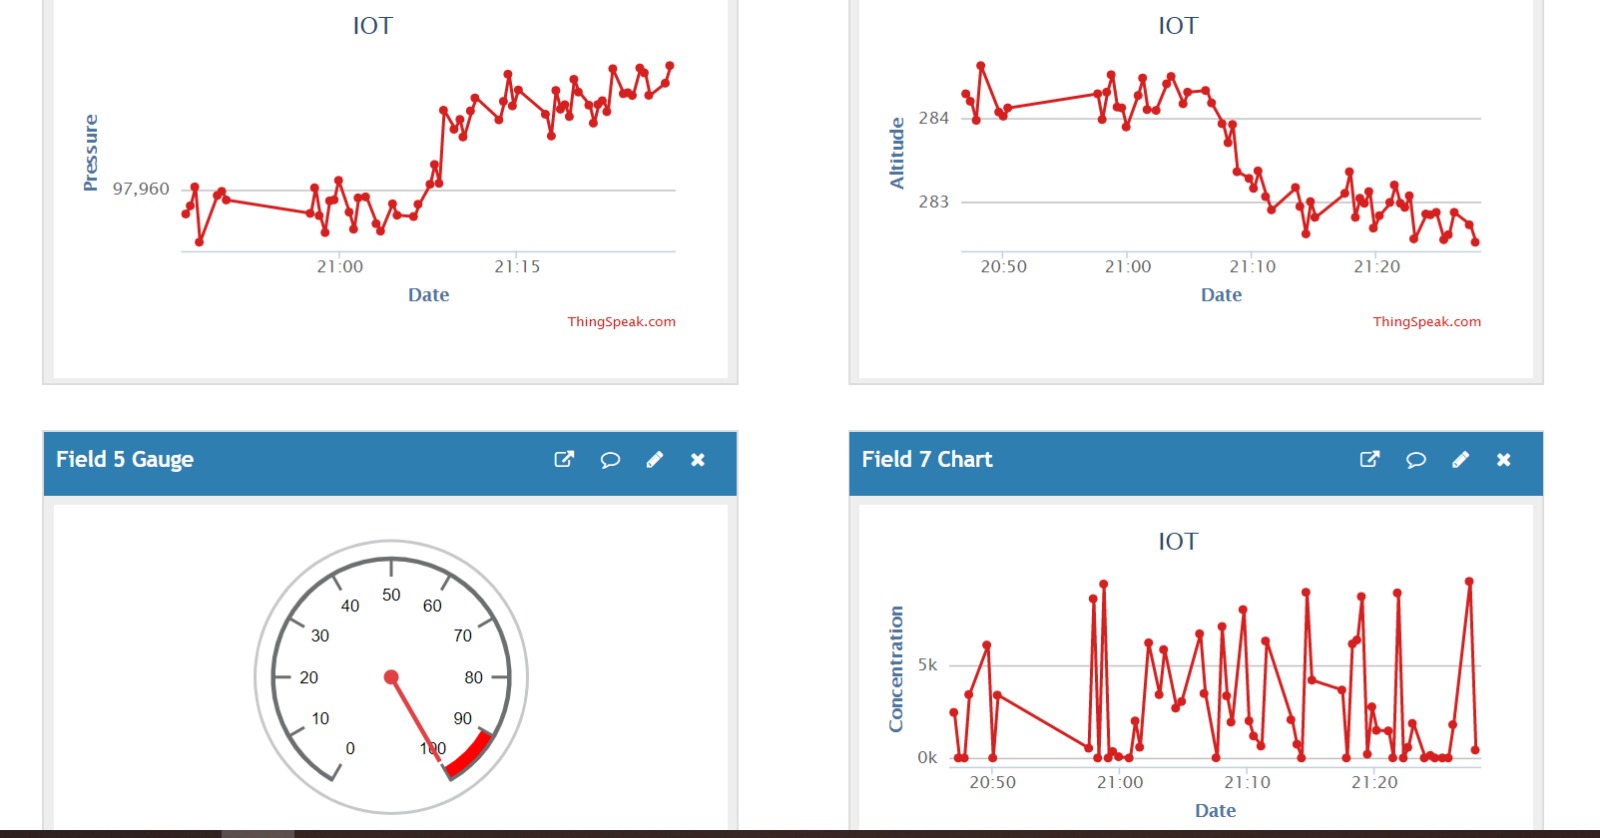 IOT
Pressure
97,960
21:00 21:15
Date
ThingSpeak.com
IOT
Altitude
284
283
20:50 21:00 21:10 21:20
Date
ThingSpeak.com
Field 5 Gauge
0
10
20
30
40
50
60
70
80
90
100
Field 7 Chart
IOT
Concentration
5k
0k
20:50 21:00 21:10 21:20
Date